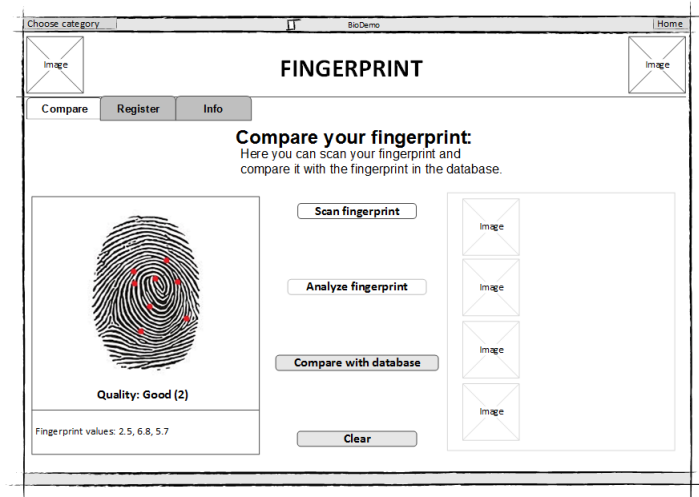 Choose category
BioDemo
Home
Image
FINGERPRINT
Image
Compare
Register
Info
Compare your fingerprint:
Here you can scan your fingerprint and
compare it with the fingerprint in the database.
Scan fingerprint
Analyze fingerprint
Compare with database
Clear
Quality: Good (2)
Fingerprint values: 2.5, 6.8, 5.7
Image
Image
Image
Image